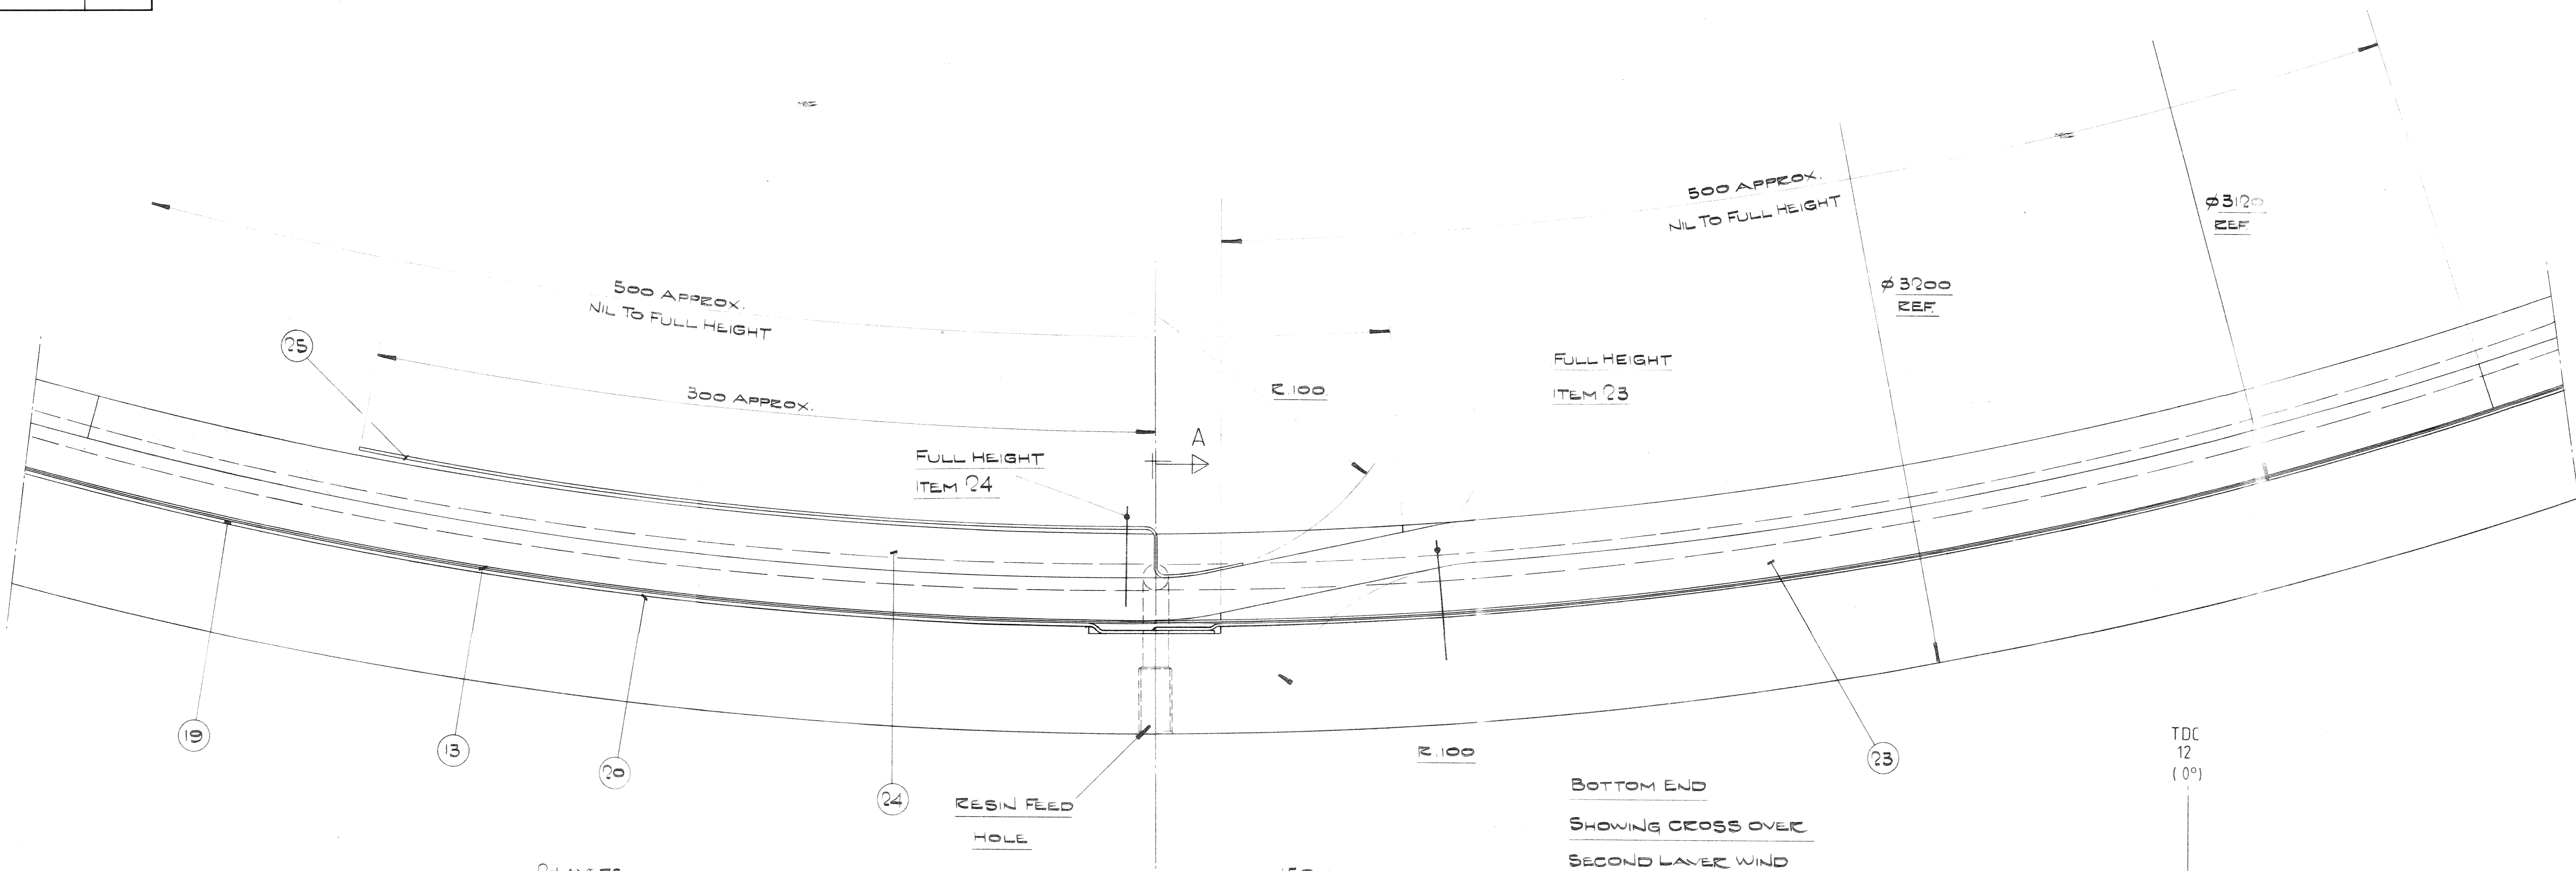 500 APPROX.
NIL TO FULL HEIGHT
Ø3120
REF.
Ø3200
REF.
500 APPROX.
NIL TO FULL HEIGHT
25
300 APPROX.
R.100
FULL HEIGHT
ITEM 23
A
FULL HEIGHT
ITEM 24
19
13
20
24
RESIN FEED
HOLE
R.100
23
BOTTOM END
SHOWING CROSS OVER
SECOND LAYER WIND
TDC
12
(0°)